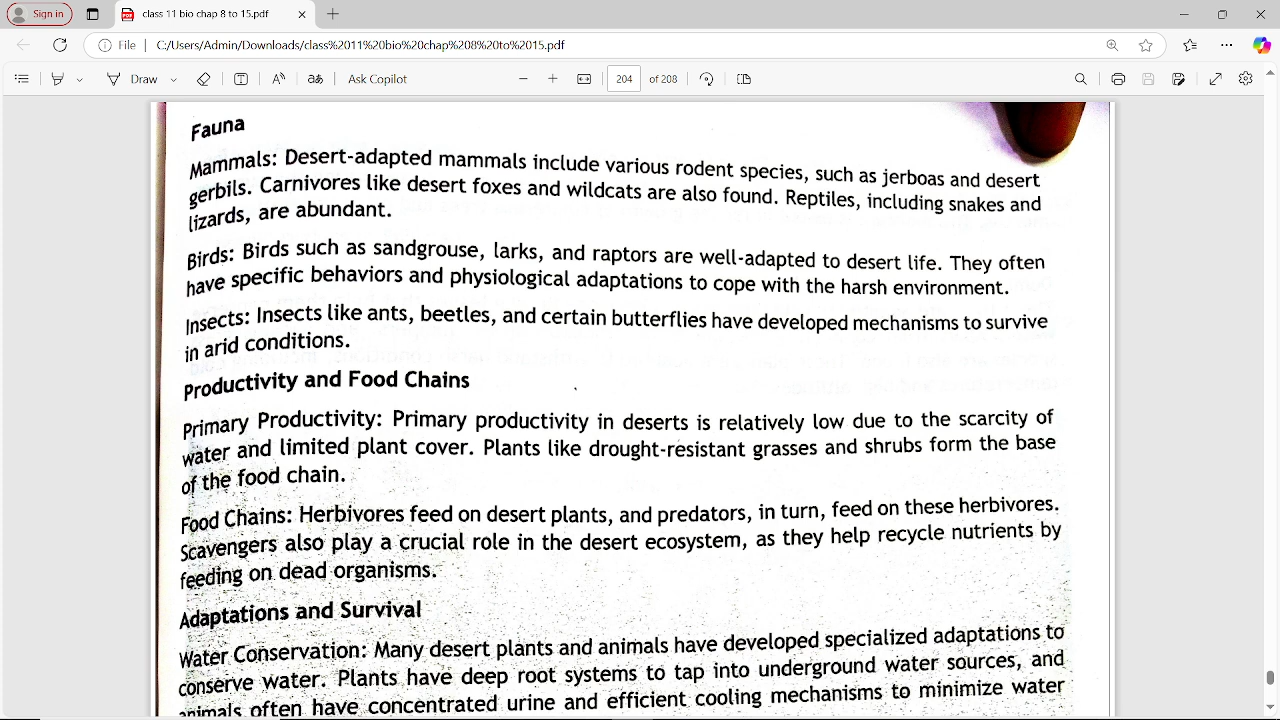 Sign in
class 11 bio chap 8 to 15.pdf
File
C:/Users/Admin/Downloads/class%2011%20bio%20chap%208%20to%2015.pdf
Draw
Ask Copilot
204
of 208
Fauna
Mammals: Desert-adapted mammals include various rodent species, such as jerboas and desert
gerbils. Carnivores like desert foxes and wildcats are also found. Reptiles, including snakes and
lizards, are abundant.
Birds: Birds such as sandgrouse, larks, and raptors are well-adapted to desert life. They often
have specific behaviors and physiological adaptations to cope with the harsh environment.
Insects: Insects like ants, beetles, and certain butterflies have developed mechanisms to survive
in arid conditions.
Productivity and Food Chains
Primary Productivity: Primary productivity in deserts is relatively low due to the scarcity of
water and limited plant cover. Plants like drought-resistant grasses and shrubs form the base
of the food chain.
Food Chains: Herbivores feed on desert plants, and predators, in turn, feed on these herbivores.
Scavengers also play a crucial role in the desert ecosystem, as they help recycle nutrients by
feeding on dead organisms.
Adaptations and Survival
Water Conservation: Many desert plants and animals have developed specialized adaptations to
conserve water. Plants have deep root systems to tap into underground water sources, and
animals often have concentrated urine and efficient cooling mechanisms to minimize water